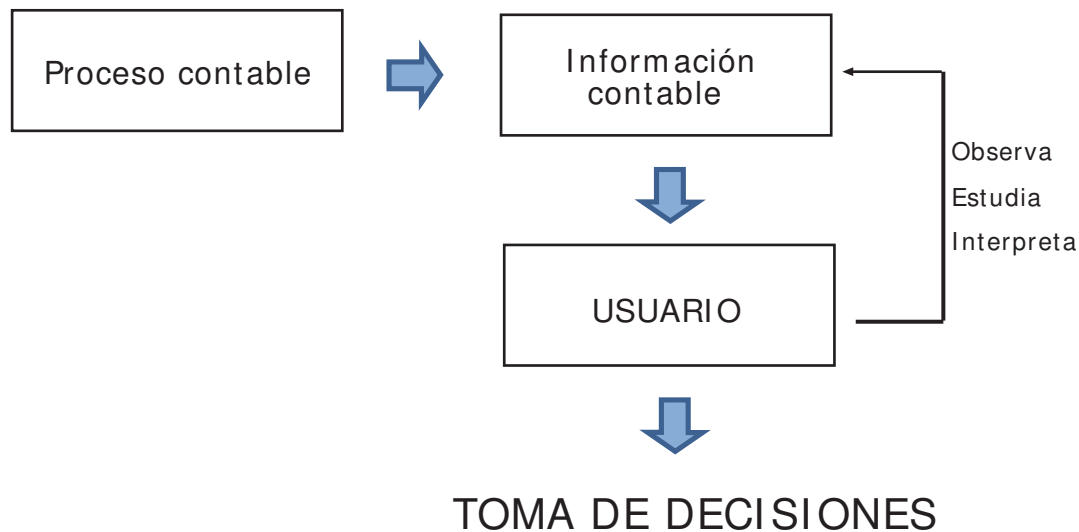 Proceso contable
Información
contable
Observa
Estudia
Interpreta
USUARIO
TOMA DE DECISIONES